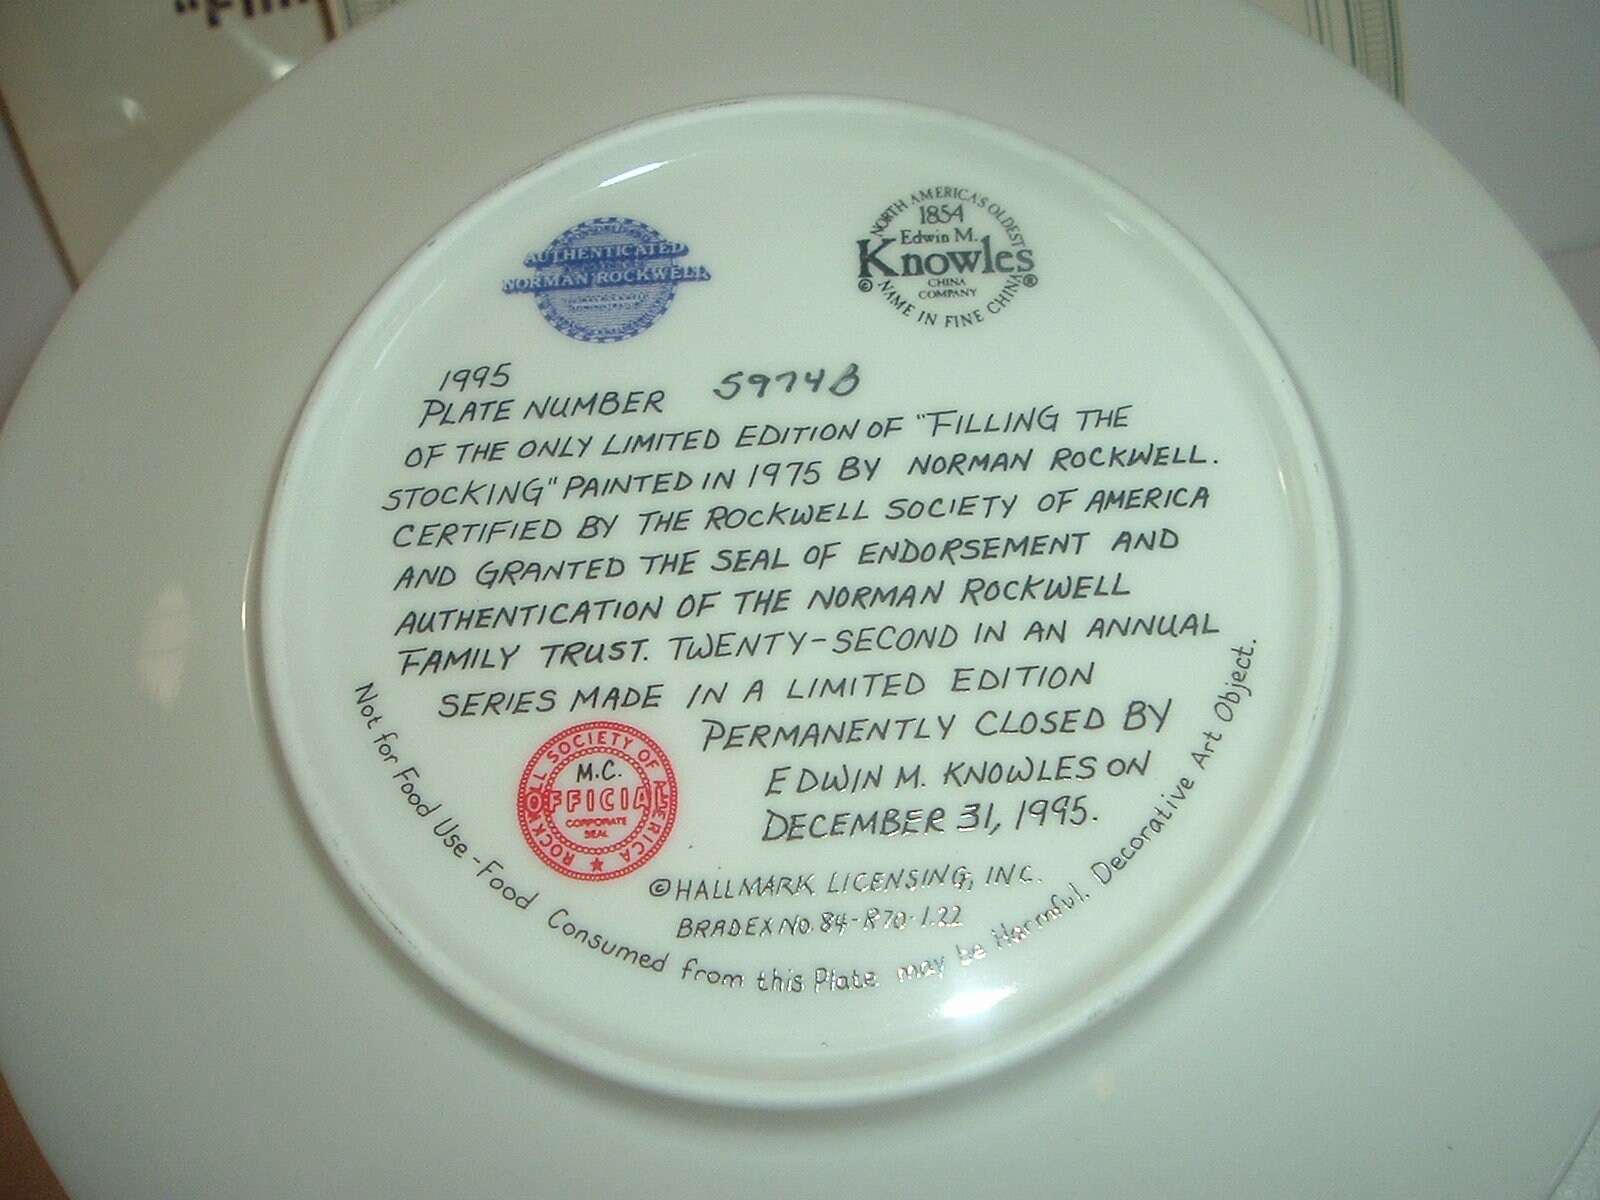 "Fillin
AUTHENTICATED
NORMAN ROCKWELL
NORTH AMERICA'S OLDEST
1854
Edwin M.
Knowles
CHINA
COMPANY
© NAME IN FINE CHINA ®
1995
PLATE NUMBER 5974B
OF THE ONLY LIMITED EDITION OF "FILLING THE
STOCKING" PAINTED IN 1975 BY NORMAN ROCKWELL.
CERTIFIED BY THE ROCKWELL SOCIETY OF AMERICA
AND GRANTED THE SEAL OF ENDORSEMENT AND
AUTHENTICATION OF THE NORMAN ROCKWELL
FAMILY TRUST. TWENTY-SECOND IN AN ANNUAL
SERIES MADE IN A LIMITED EDITION
PERMANENTLY CLOSED BY
EDWIN M. KNOWLES ON
DECEMBER 31, 1995.
ROCKWELL SOCIETY OF AMERICA
M.C.
OFFICIAL
CORPORATE
SEAL
© HALLMARK LICENSING, INC.
BRADEX NO. 84-R70-1.22
Not for Food Use - Food Consumed from this Plate may be Harmful. Decorative Art Object.